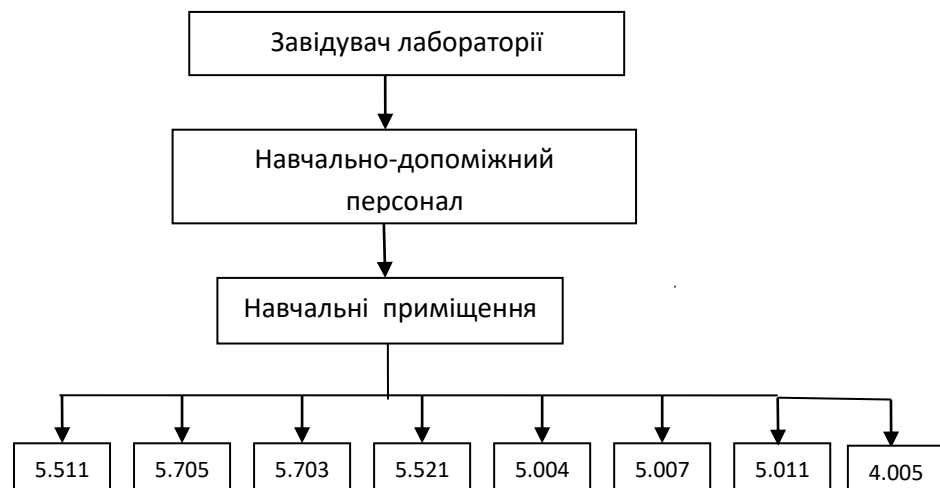 Завідувач лабораторії
Навчально-допоміжний
персонал
Навчальні приміщення
5.511 5.705 5.703 5.521 5.004 5.007 5.011 4.005